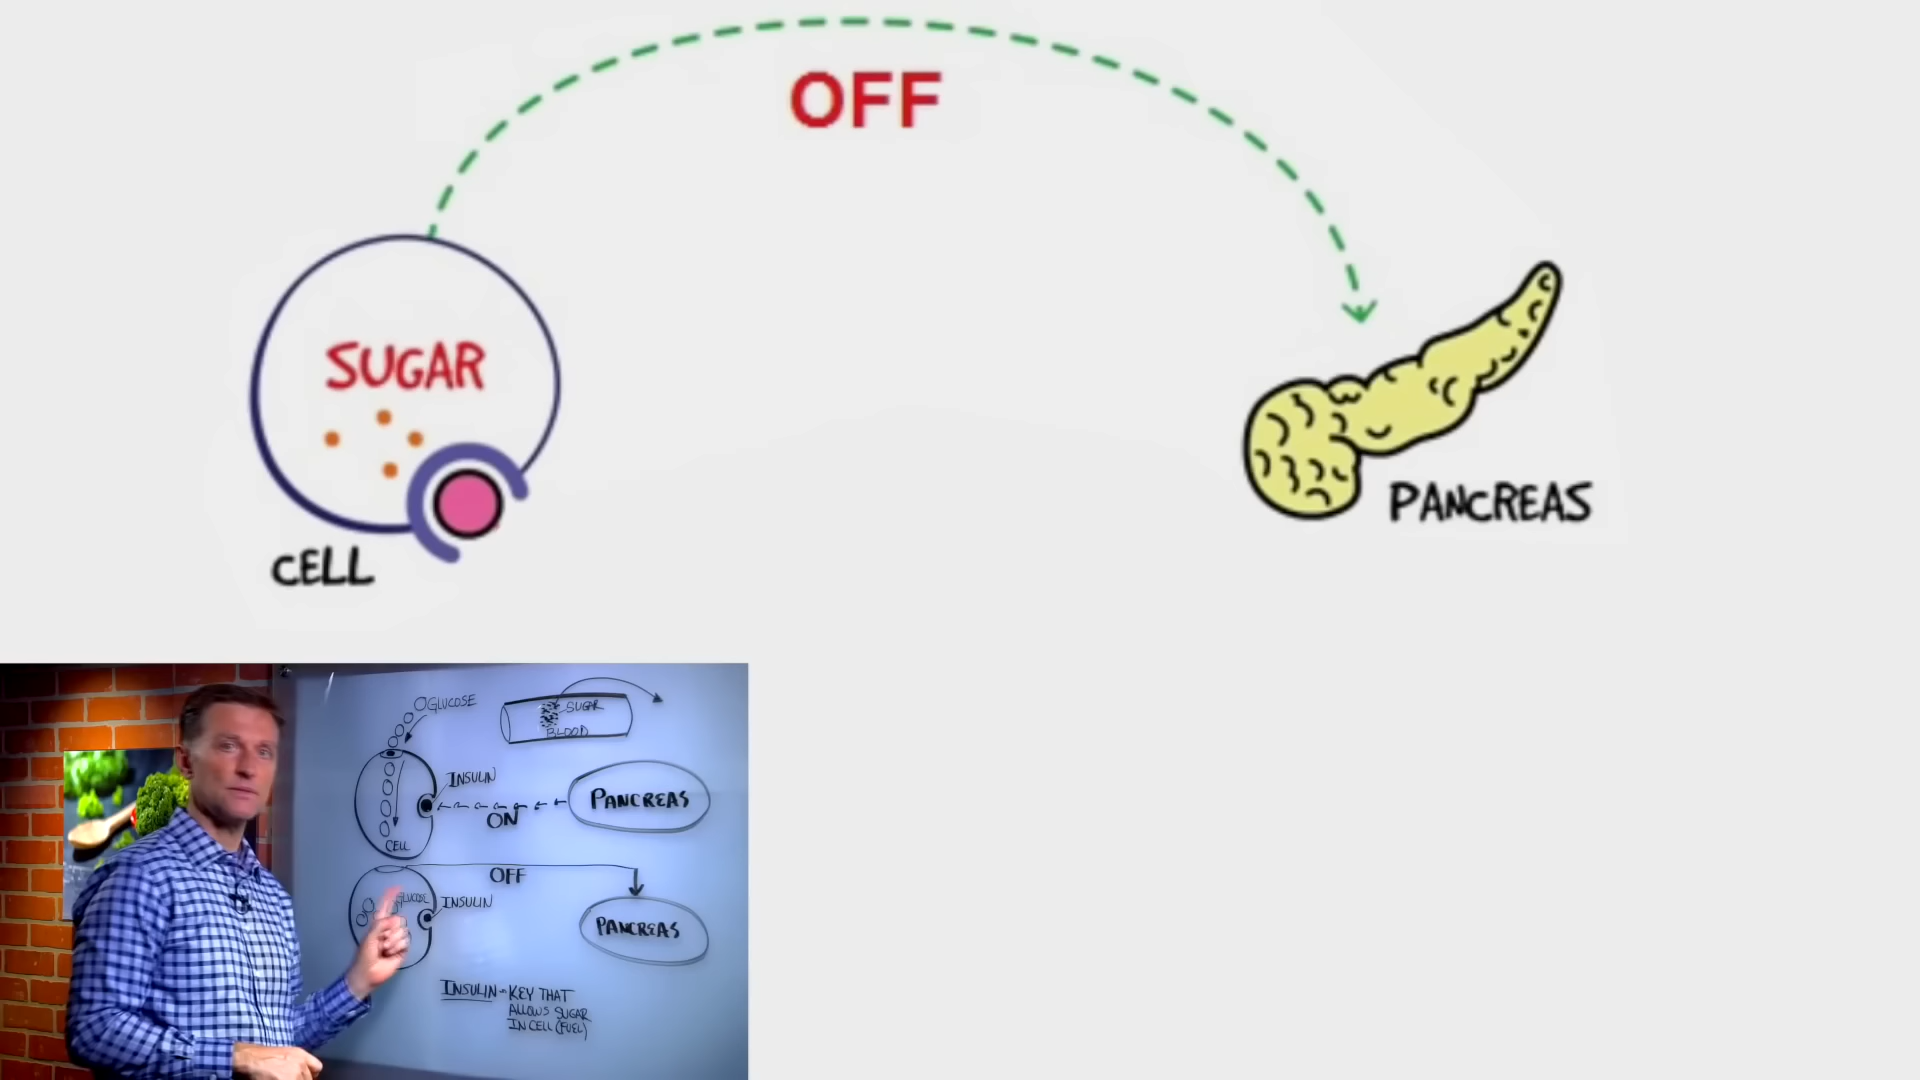 OFF
SUGAR
CELL
PANCREAS
GLUCOSE
SUGAR
BLOOD
INSULIN
PANCREAS
ON
CELL
OFF
GLUCOSE
INSULIN
PANCREAS
INSULIN - KEY THAT
ALLOWS SUGAR
IN CELL (FUEL)